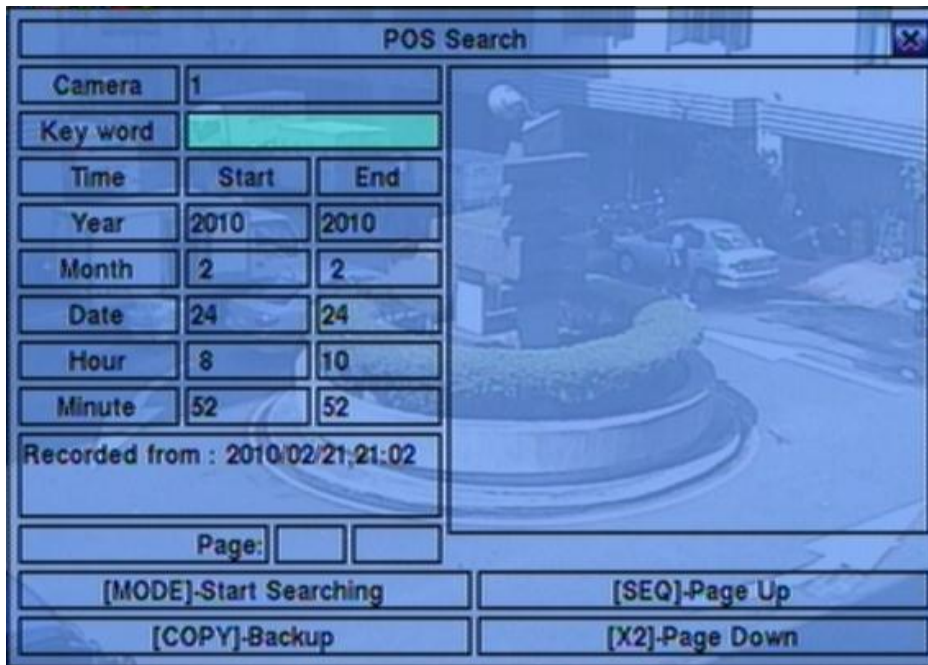 POS Search
Camera 1
Key word
Time Start End
Year 2010 2010
Month 2 2
Date 24 24
Hour 8 10
Minute 52 52
Recorded from : 2010/02/21,21:02
Page:
[MODE]-Start Searching [SEQ]-Page Up
[COPY]-Backup [X2]-Page Down